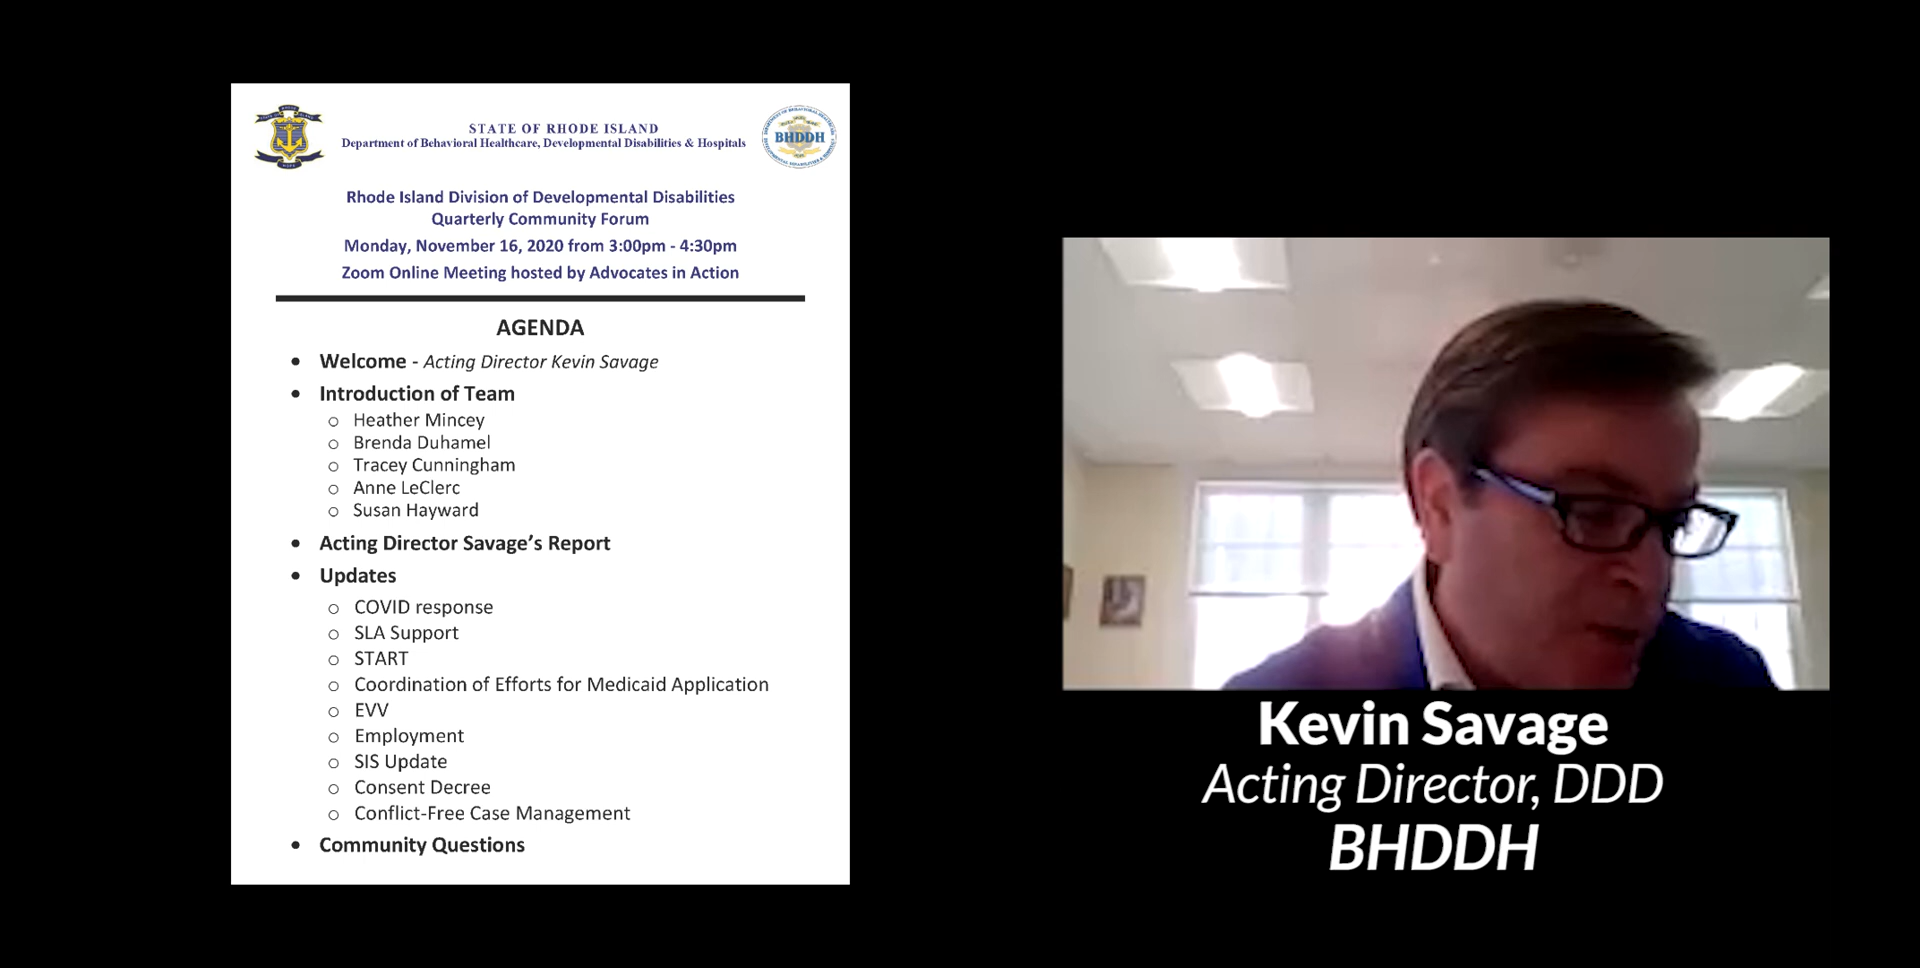 STATE OF RHODE ISLAND
Department of Behavioral Healthcare, Developmental Disabilities & Hospitals
BHDDH
Rhode Island Division of Developmental Disabilities
Quarterly Community Forum
Monday, November 16, 2020 from 3:00pm - 4:30pm
Zoom Online Meeting hosted by Advocates in Action
AGENDA
• Welcome - Acting Director Kevin Savage
• Introduction of Team
o Heather Mincey
o Brenda Duhamel
o Tracey Cunningham
o Anne LeClerc
o Susan Hayward
• Acting Director Savage’s Report
• Updates
o COVID response
o SLA Support
o START
o Coordination of Efforts for Medicaid Application
o EVV
o Employment
o SIS Update
o Consent Decree
o Conflict-Free Case Management
• Community Questions
Kevin Savage
Acting Director, DDD
BHDDH